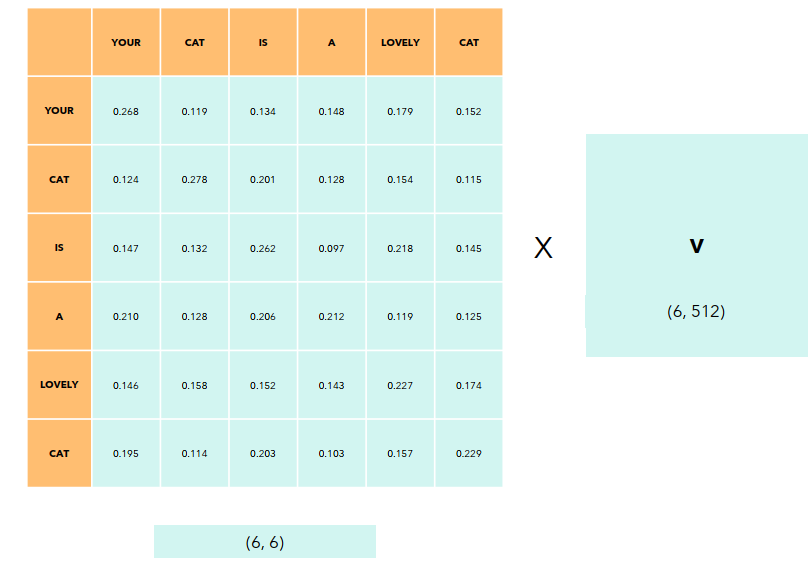 YOUR CAT IS A LOVELY CAT
YOUR 0.268 0.119 0.134 0.148 0.179 0.152
CAT 0.124 0.278 0.201 0.128 0.154 0.115
IS 0.147 0.132 0.262 0.097 0.218 0.145
A 0.210 0.128 0.206 0.212 0.119 0.125
LOVELY 0.146 0.158 0.152 0.143 0.227 0.174
CAT 0.195 0.114 0.203 0.103 0.157 0.229
(6, 6)
X
V
(6, 512)